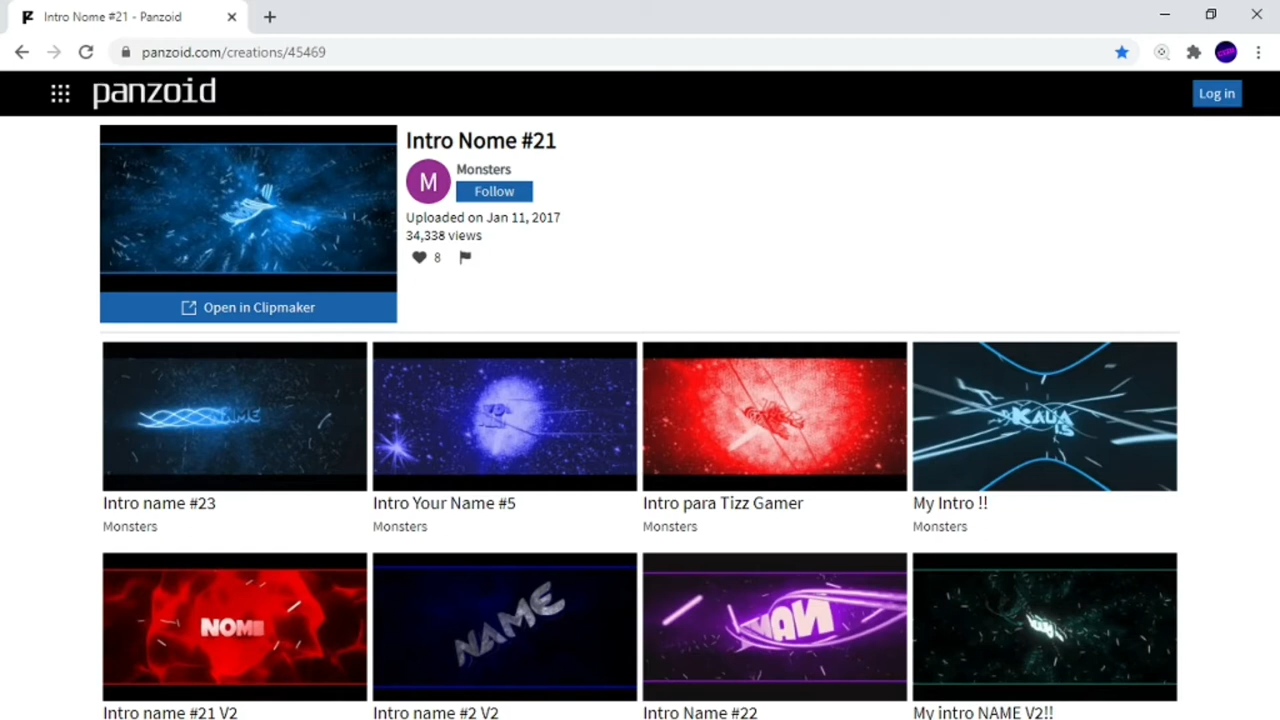 Intro Nome #21 - Panzoid
panzoid.com/creations/45469
panzoid
Log in
Intro Nome #21
M
Monsters
Follow
Uploaded on Jan 11, 2017
34,338 views
8
Open in Clipmaker
NAME
KAUA
Intro name #23
Intro Your Name #5
Intro para Tizz Gamer
My Intro !!
Monsters
Monsters
Monsters
Monsters
NOM
NAME
Intro name #21 V2
Intro name #2 V2
Intro Name #22
My intro NAME V2!!